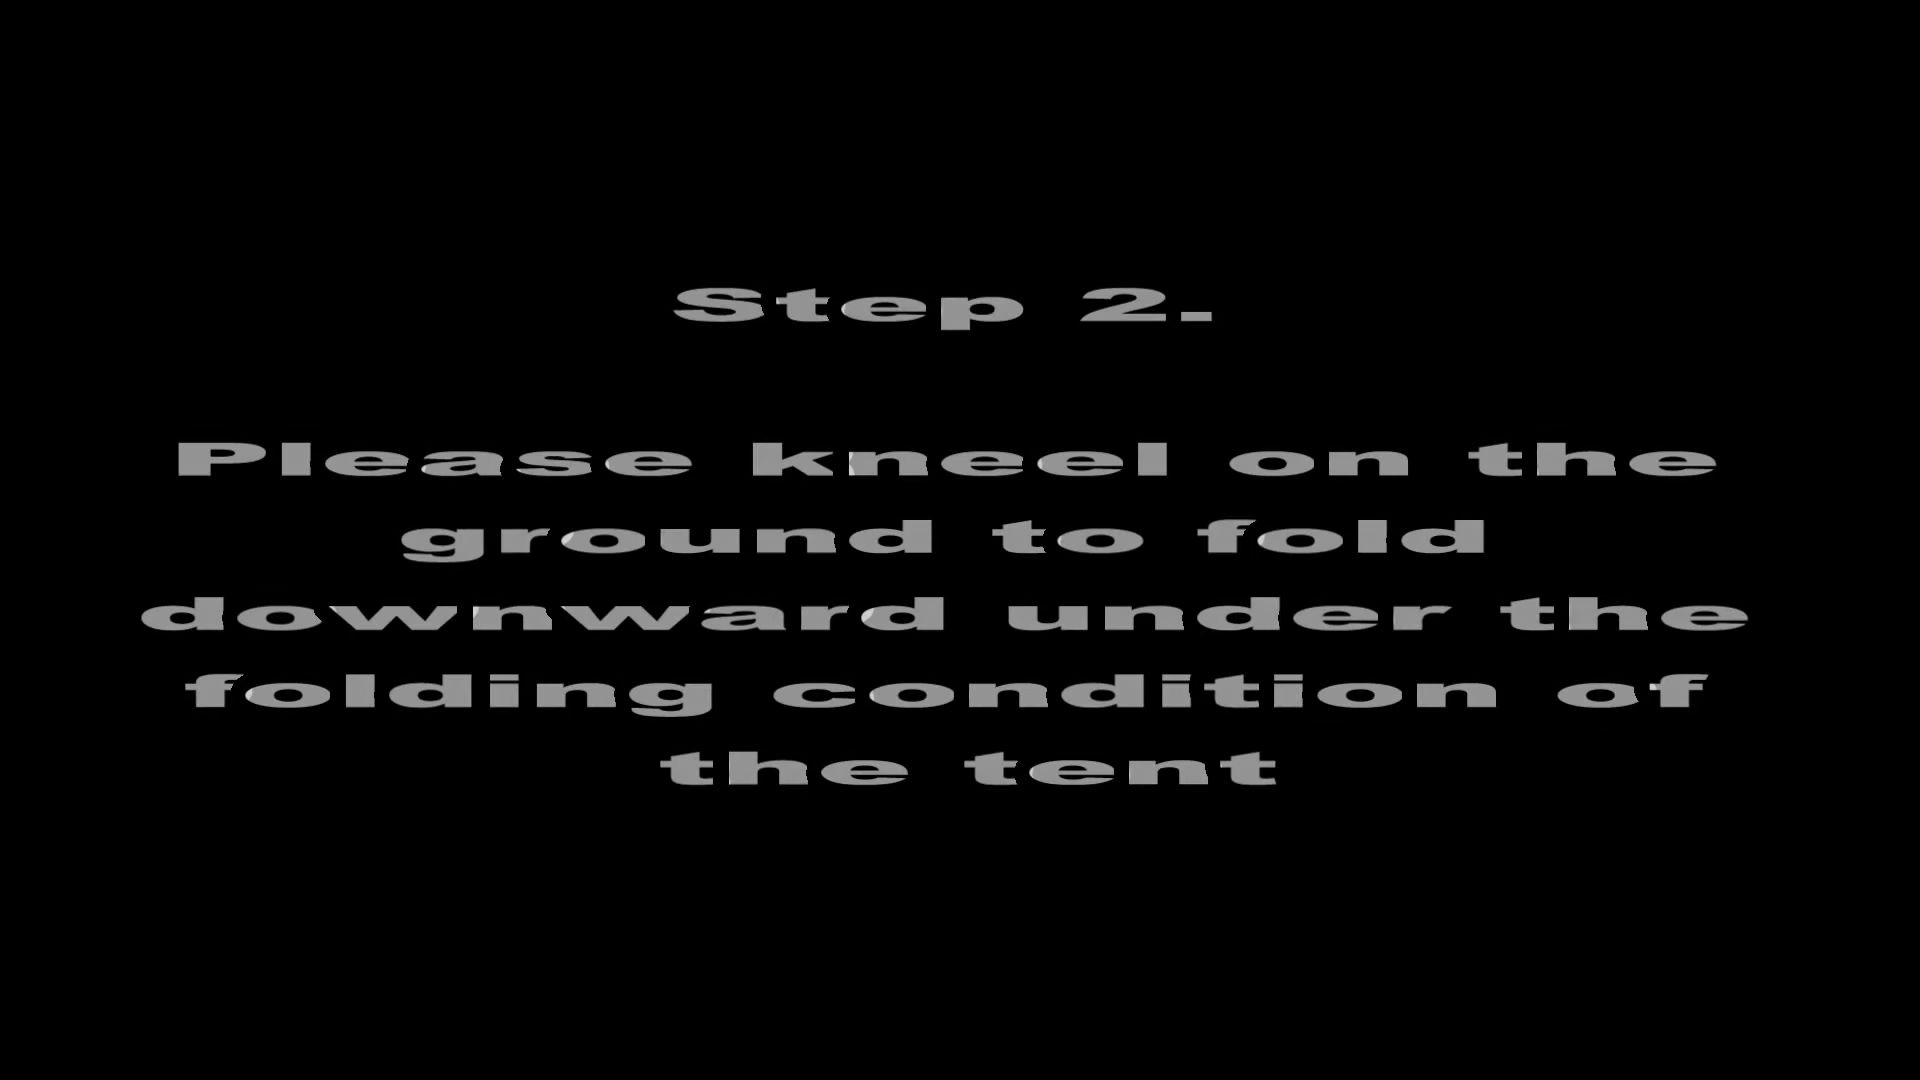 Step 2.
Please kneel on the
ground to fold
downward under the
folding condition of
the tent